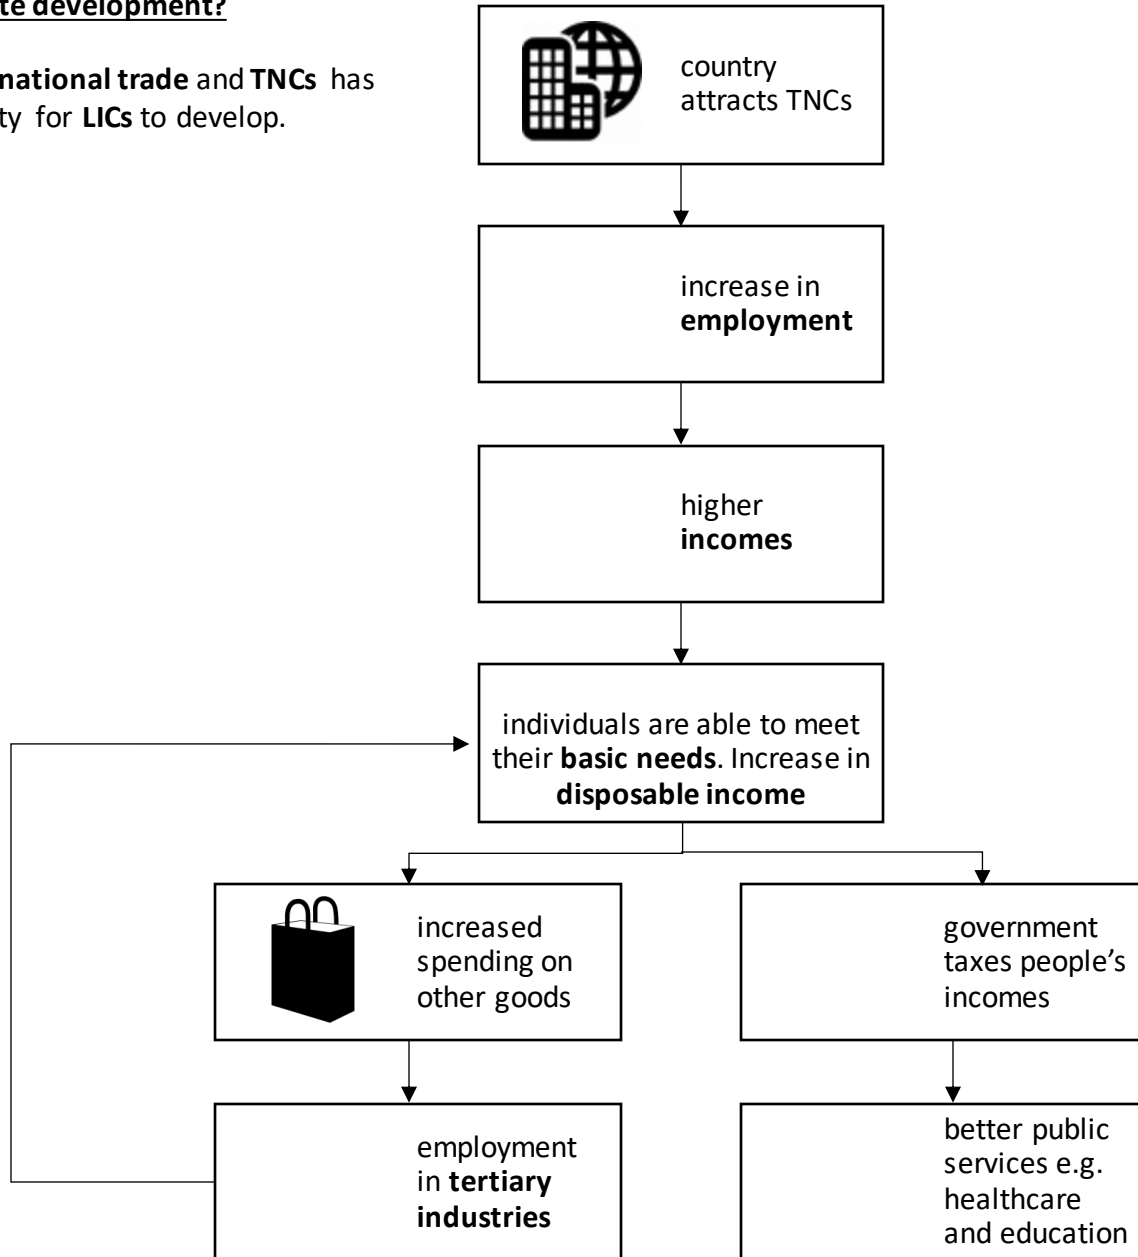 development?
national trade and TNCs has
for LICs to develop.
country
attracts TNCs
increase in
employment
higher
incomes
individuals are able to meet
their basic needs. Increase in
disposable income
increased
spending on
other goods
government
taxes people’s
incomes
employment
in tertiary
industries
better public
services e.g.
healthcare
and education